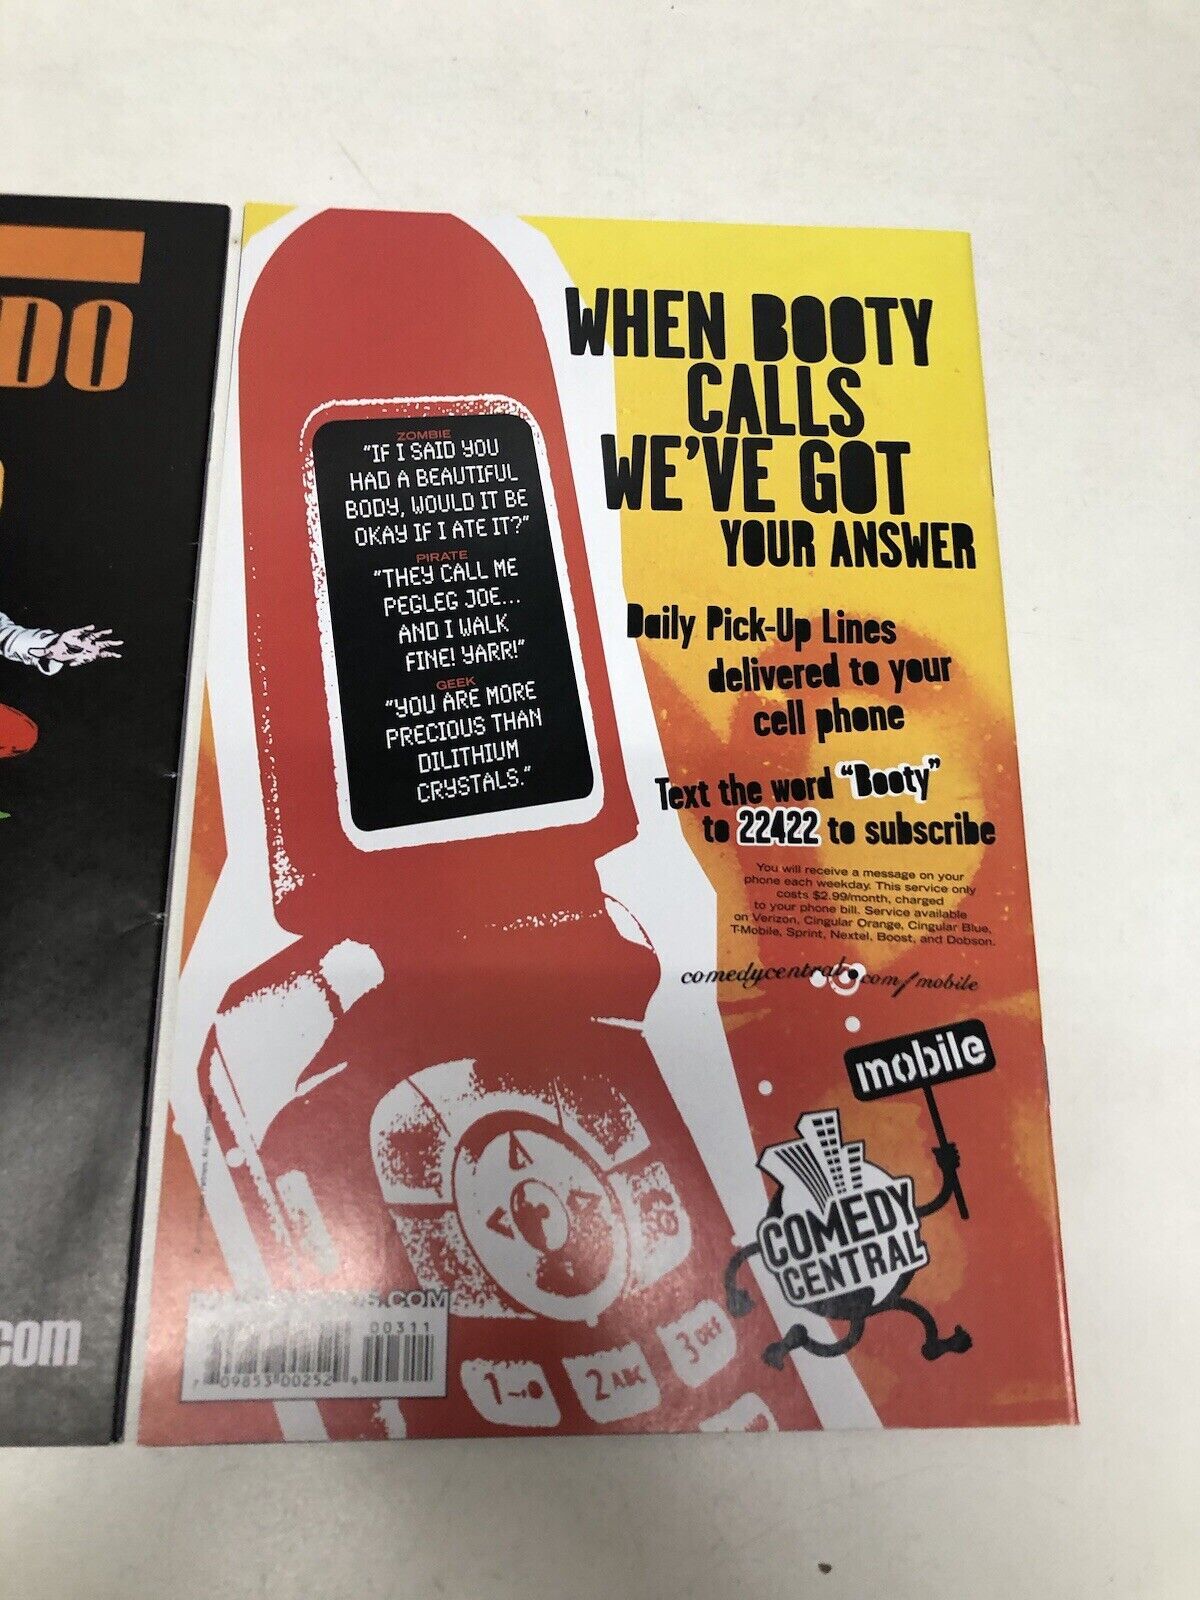 DO
com
WHEN BOOTY
CALLS
WE'VE GOT
YOUR ANSWER
ZOMBIE
"IF I SAID YOU
HAD A BEAUTIFUL
BODY, WOULD IT BE
OKAY IF I ATE IT?"
PIRATE
"THEY CALL ME
PEGLEG JOE...
AND I WALK
FINE! YARR!"
GEEK
"YOU ARE MORE
PRECIOUS THAN
DILITHIUM
CRYSTALS."
Daily Pick-Up Lines
delivered to your
cell phone
Text the word "Booty"
to 22422 to subscribe
You will receive a message on your
phone each weekday. This service only
costs $2.99/month, charged
to your phone bill. Service available
on Verizon, Cingular Orange, Cingular Blue,
T-Mobile, Sprint, Nextel, Boost, and Dobson.
comedycentral.com/mobile
mobile
COMEDY
CENTRAL
.COM
00311
7 09853 00252 9
1
2 ABC
3 DEF